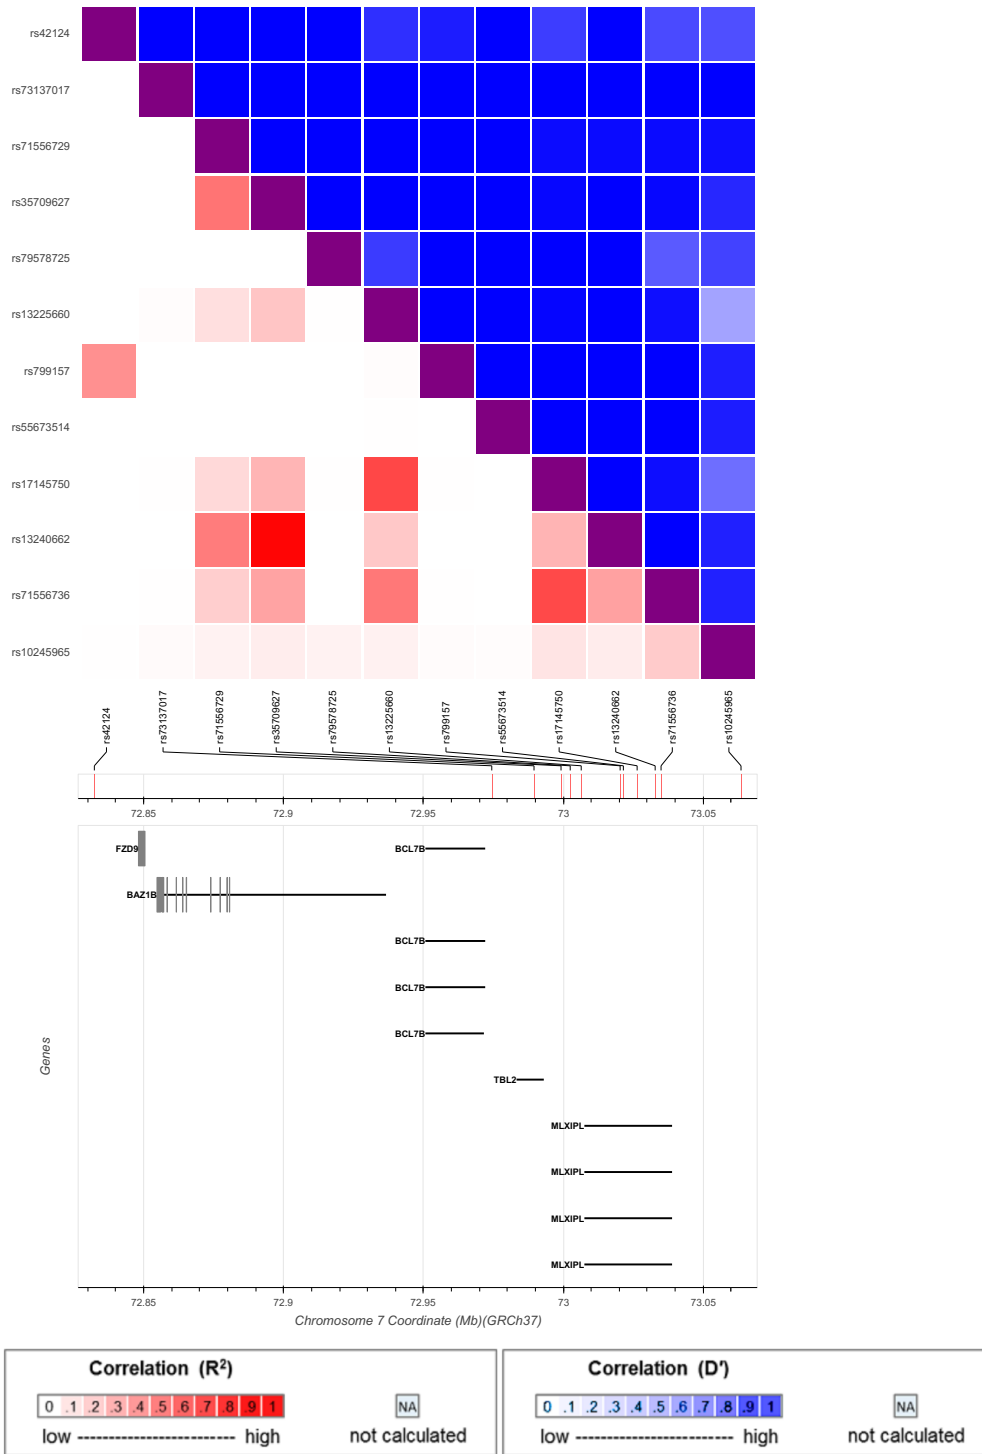 rs42124
rs73137017
rs71556729
rs35709627
rs79578725
rs13225660
rs799157
rs55673514
rs17145750
rs13240662
rs71556736
rs10245965
rs42124
rs73137017
rs71556729
rs35709627
rs79578725
rs13225660
rs799157
rs55673514
rs17145750
rs13240662
rs71556736
rs10245965
72.85 72.9 72.95 73 73.05
FZD9 BCL7B
BAZ1B
BCL7B
BCL7B
BCL7B
TBL2
MLXIPL
MLXIPL
MLXIPL
MLXIPL
Genes
72.85 72.9 72.95 73 73.05
Chromosome 7 Coordinate (Mb)(GRCh37)
Correlation (R²) Correlation (D')
0 .1 .2 .3 .4 .5 .6 .7 .8 .9 1 NA 0 .1 .2 .3 .4 .5 .6 .7 .8 .9 1 NA
low ------------------------ high not calculated low ------------------------ high not calculated